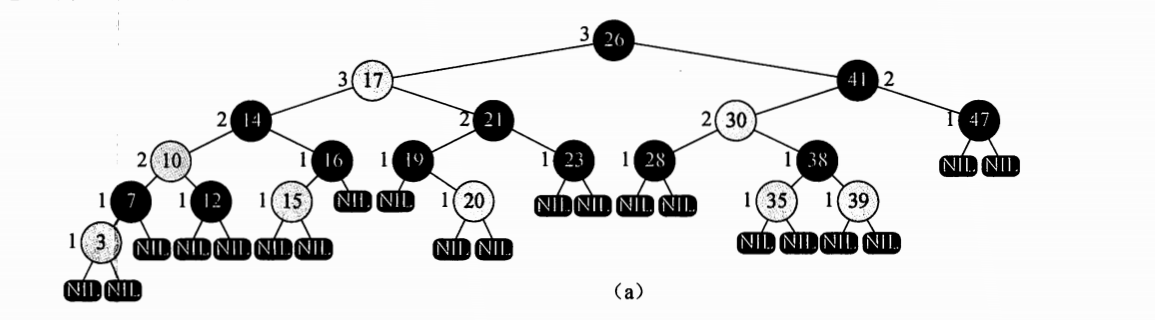 3 26
3 17 41 2
2 14 2 21 2 30 1 47
2 10 1 16 1 19 1 23 1 28 1 38 NIL NIL
1 7 1 12 1 15 NIL NIL 1 20 NIL NIL NIL NIL 1 35 1 39
1 3 NIL NIL NIL NIL NIL NIL NIL NIL NIL NIL NIL
NIL NIL
(a)